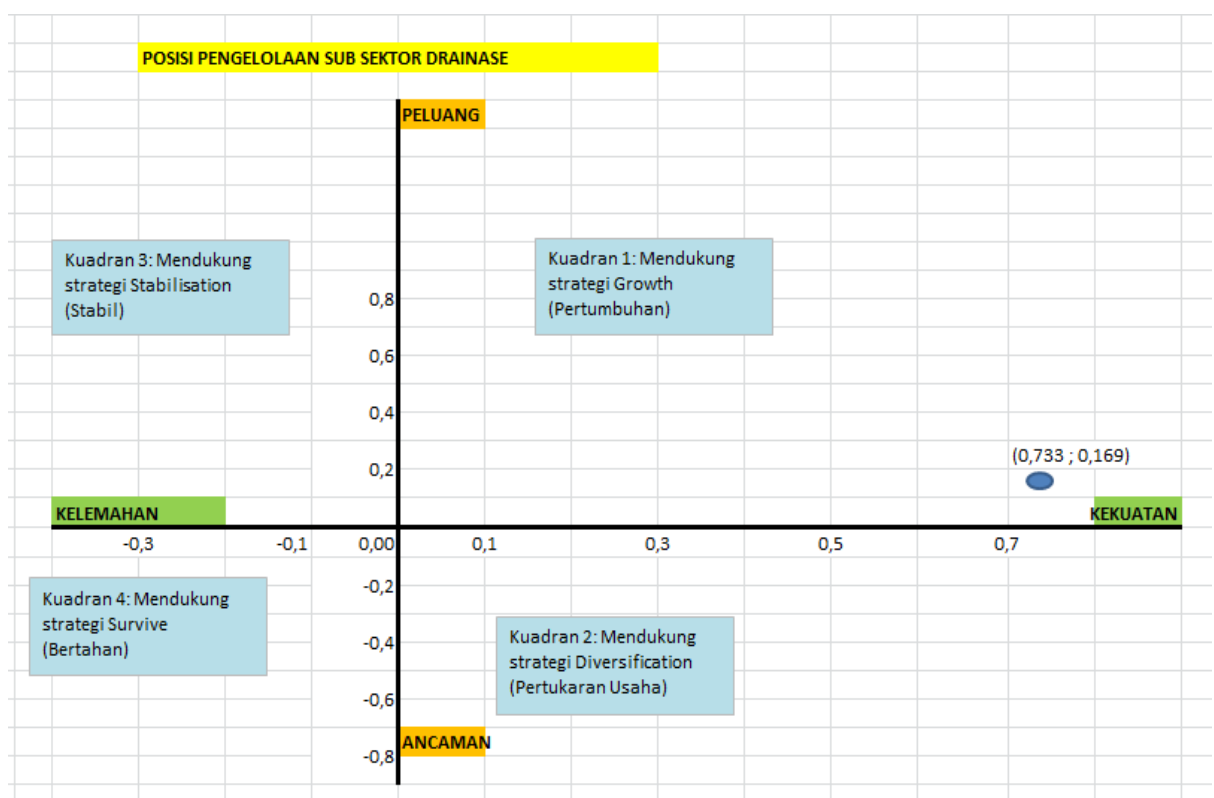 POSISI PENGELOLAAN SUB SEKTOR DRAINASE
PELUANG
Kuadran 3: Mendukung
strategi Stabilisation
(Stabil)
Kuadran 1: Mendukung
strategi Growth
(Pertumbuhan)
0,8
0,6
0,4
0,2
(0,733 ; 0,169)
KELEMAHAN
KEKUATAN
-0,3 -0,1 0,00 0,1 0,3 0,5 0,7
-0,2
-0,4
-0,6
-0,8
Kuadran 4: Mendukung
strategi Survive
(Bertahan)
Kuadran 2: Mendukung
strategi Diversification
(Pertukaran Usaha)
ANCAMAN